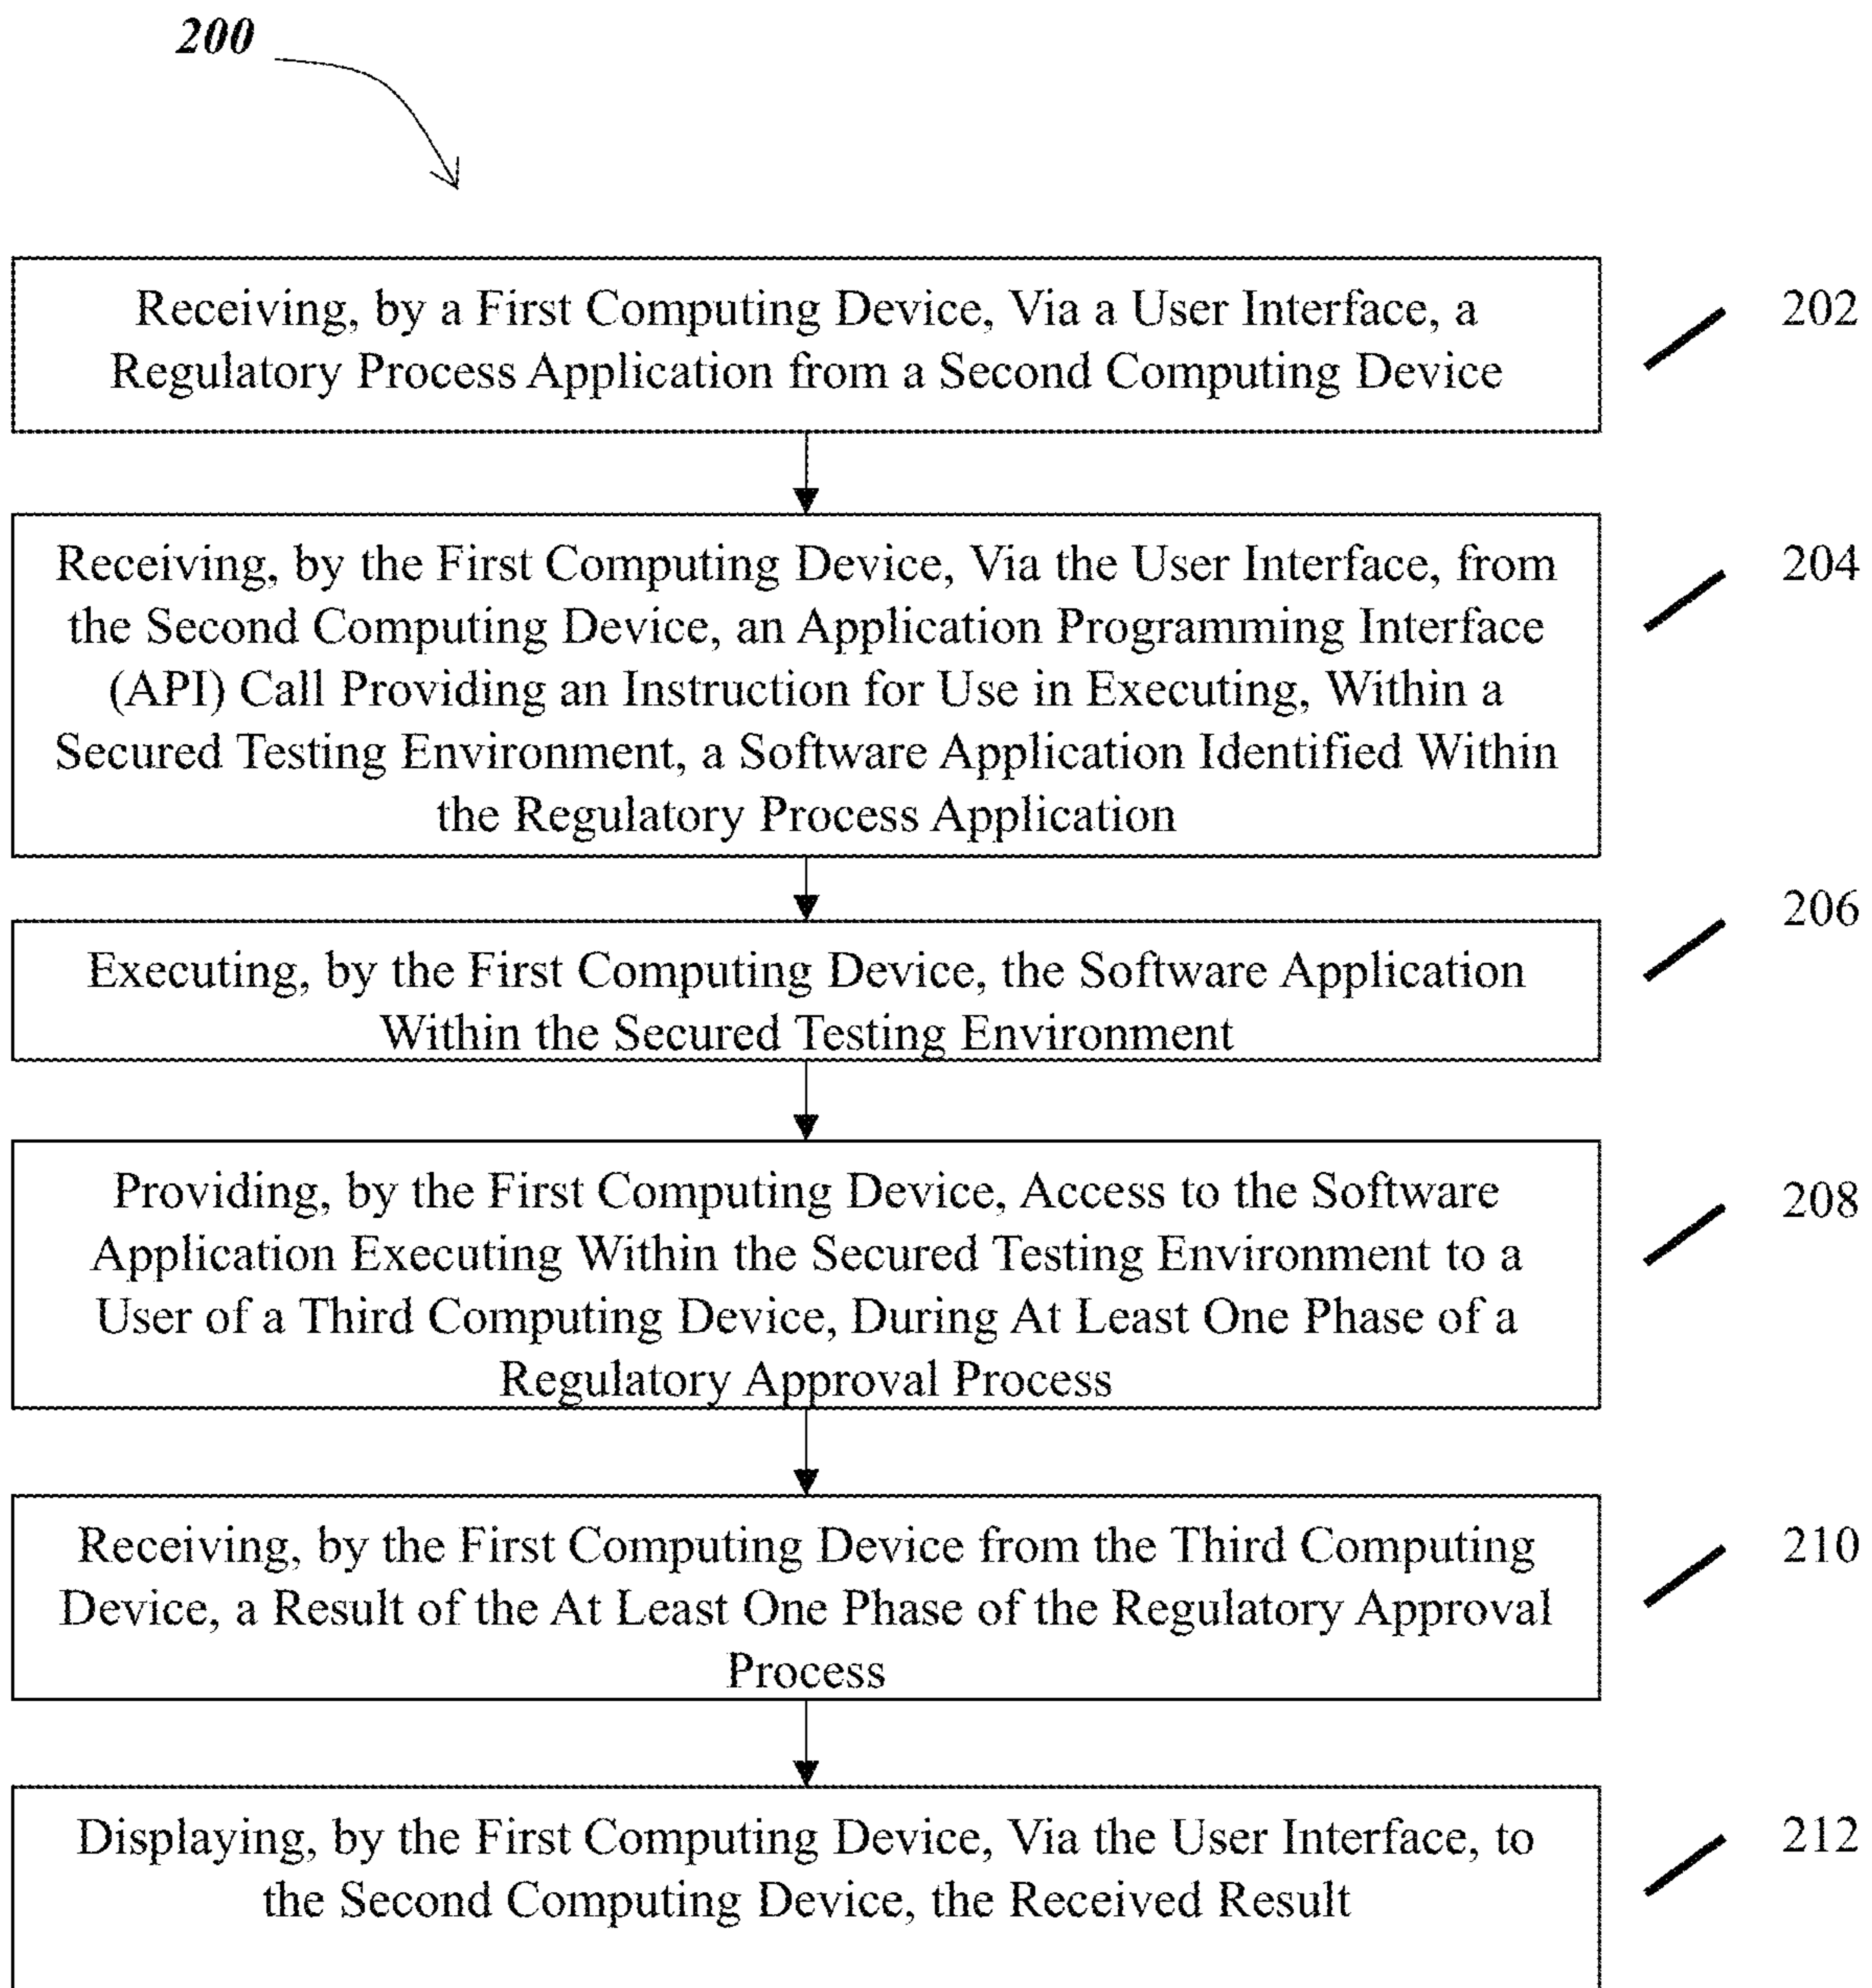 200
Receiving, by a First Computing Device, Via a User Interface, a
Regulatory Process Application from a Second Computing Device
202
Receiving, by the First Computing Device, Via the User Interface, from
the Second Computing Device, an Application Programming Interface
(API) Call Providing an Instruction for Use in Executing, Within a
Secured Testing Environment, a Software Application Identified Within
the Regulatory Process Application
204
Executing, by the First Computing Device, the Software Application
Within the Secured Testing Environment
206
Providing, by the First Computing Device, Access to the Software
Application Executing Within the Secured Testing Environment to a
User of a Third Computing Device, During At Least One Phase of a
Regulatory Approval Process
208
Receiving, by the First Computing Device from the Third Computing
Device, a Result of the At Least One Phase of the Regulatory Approval
Process
210
Displaying, by the First Computing Device, Via the User Interface, to
the Second Computing Device, the Received Result
212